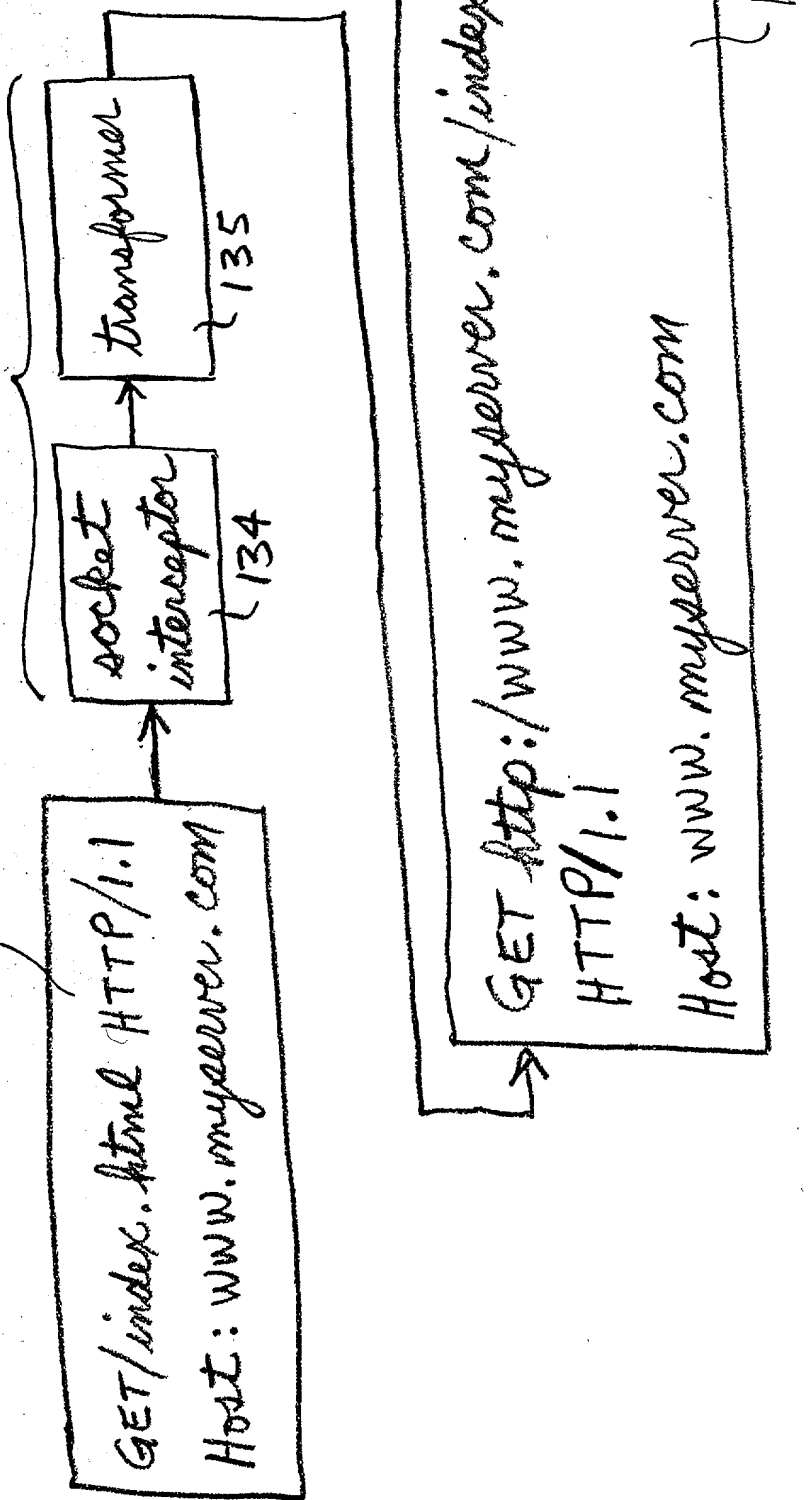 GET/index.html HTTP/1.1
Host: www.myserver.com
socket
interceptor
134
transformer
135
GET http:/www.myserver.com/index
HTTP/1.1
Host: www.myserver.com